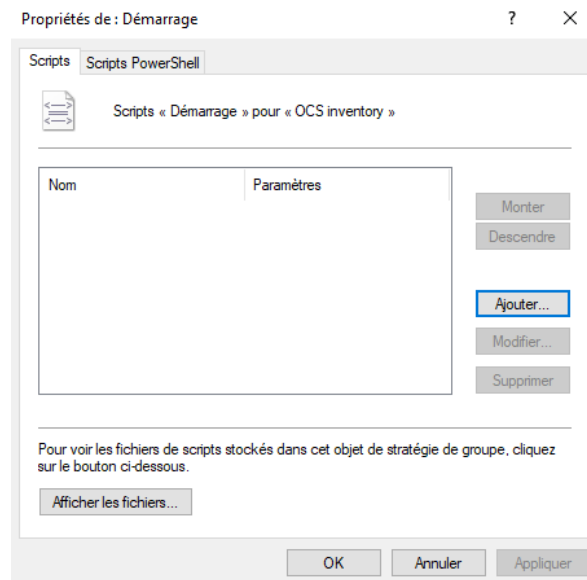 Propriétés de : Démarrage
Scripts
Scripts PowerShell
Scripts « Démarrage » pour « OCS inventory »
Nom
Paramètres
Monter
Descendre
Ajouter...
Modifier...
Supprimer
Pour voir les fichiers de scripts stockés dans cet objet de stratégie de groupe, cliquez
sur le bouton ci-dessous.
Afficher les fichiers...
OK
Annuler
Appliquer